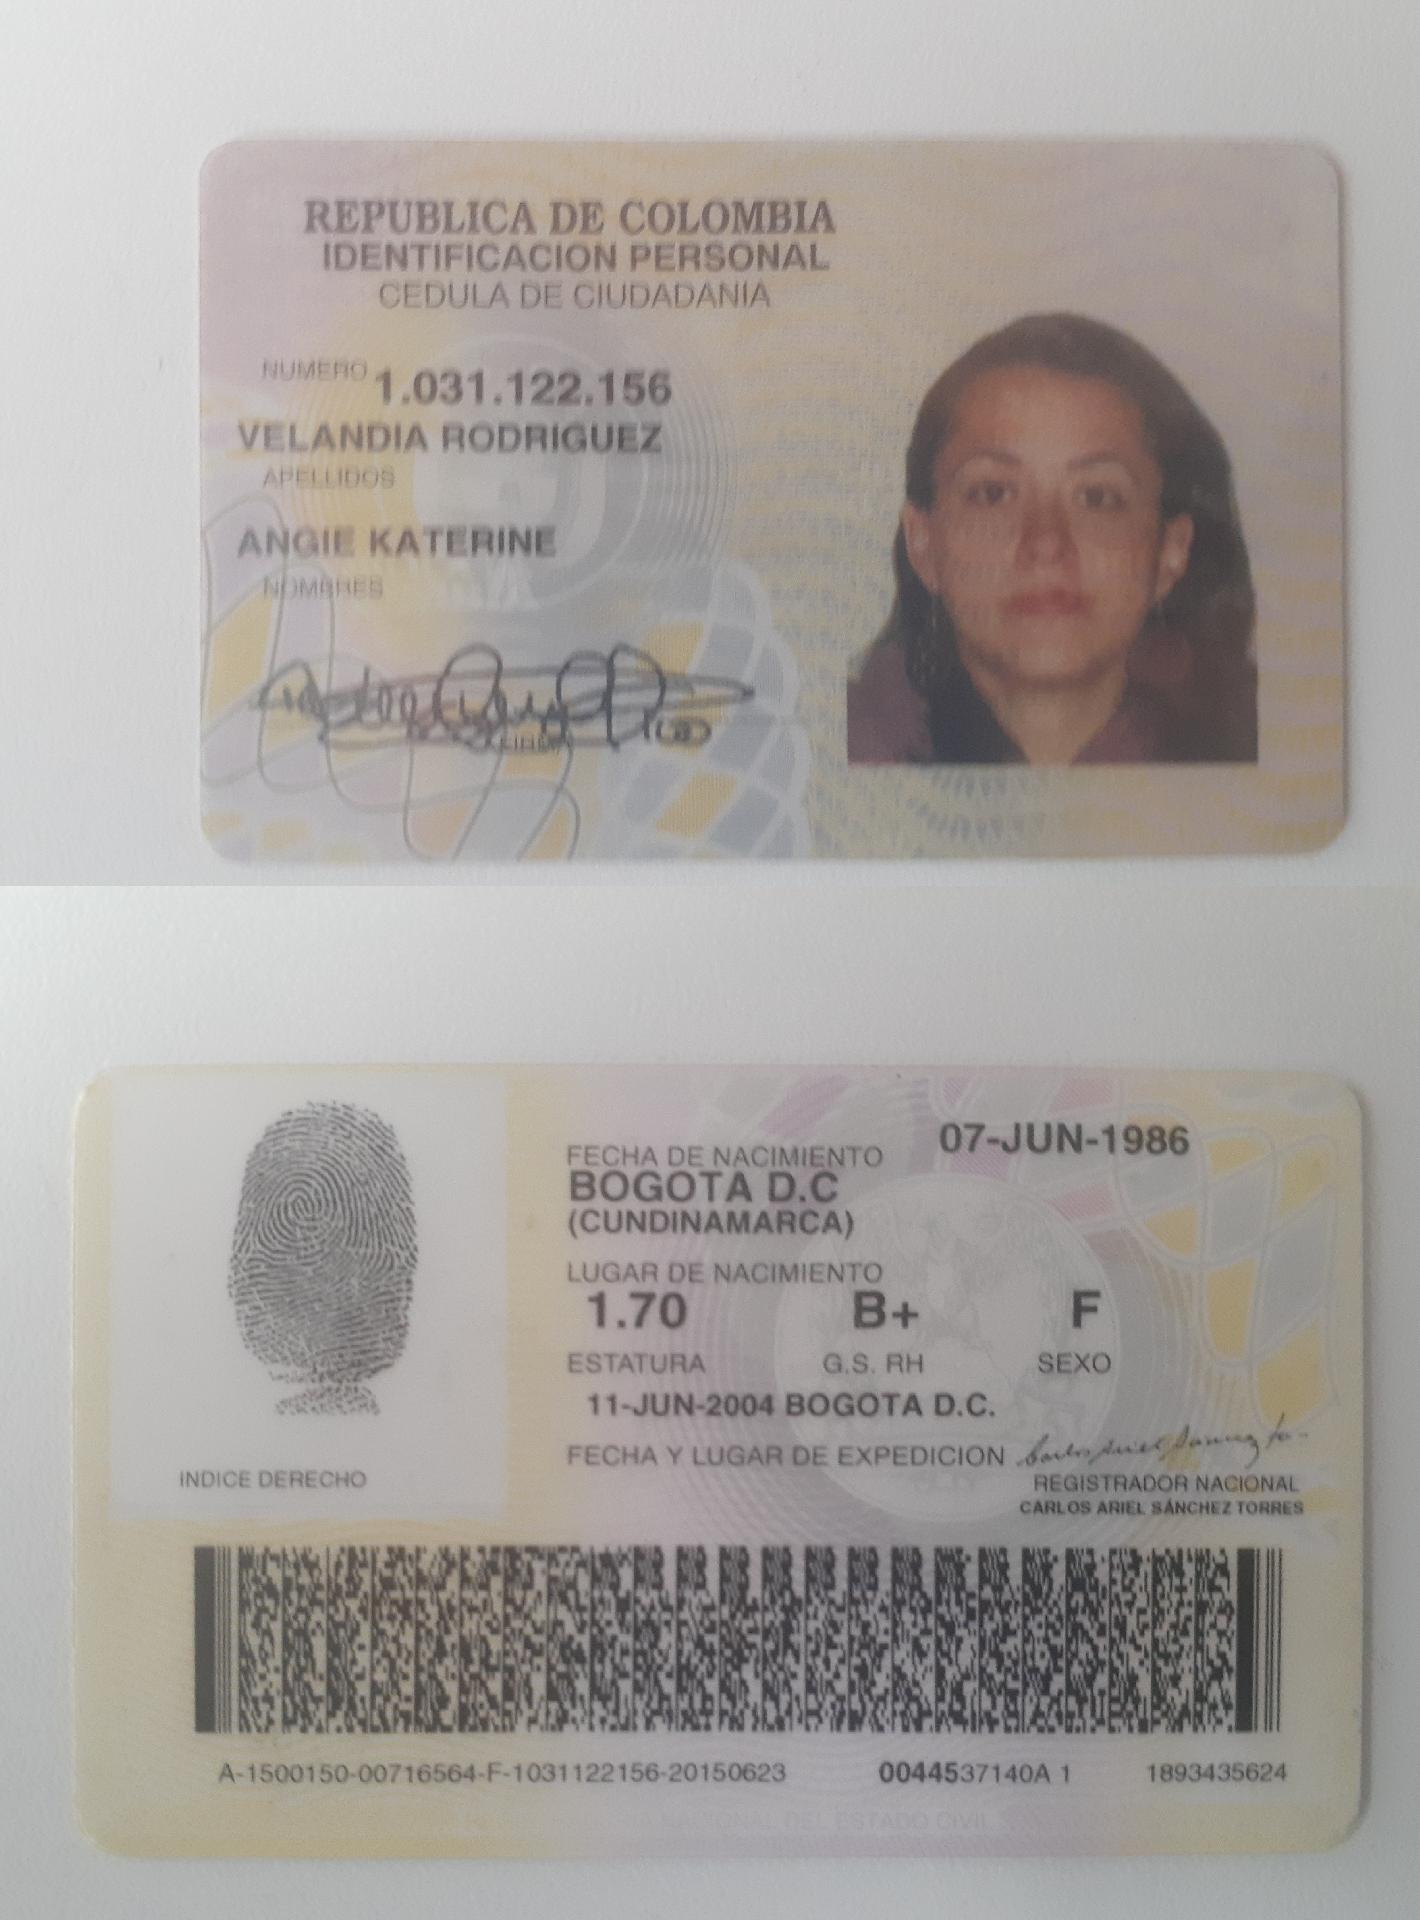 REPUBLICA DE COLOMBIA
IDENTIFICACION PERSONAL
CEDULA DE CIUDADANIA
NUMERO 1.031.122.156
VELANDIA RODRIGUEZ
APELLIDOS
ANGIE KATERINE
NOMBRES
FIRMA
FECHA DE NACIMIENTO 07-JUN-1986
BOGOTA D.C
(CUNDINAMARCA)
LUGAR DE NACIMIENTO
1.70 B+ F
ESTATURA G.S. RH SEXO
11-JUN-2004 BOGOTA D.C.
FECHA Y LUGAR DE EXPEDICION
INDICE DERECHO
REGISTRADOR NACIONAL
CARLOS ARIEL SÁNCHEZ TORRES
A-1500150-00716564-F-1031122156-20150623 0044537140A 1 1893435624
NACIONAL DEL ESTADO CIVIL